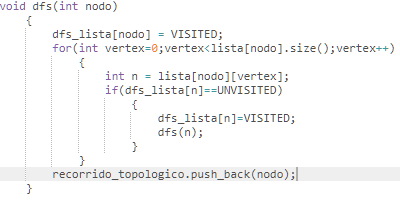 void dfs(int nodo)
{
dfs_lista[nodo] = VISITED;
for(int vertex=0;vertex<lista[nodo].size();vertex++)
{
int n = lista[nodo][vertex];
if(dfs_lista[n]==UNVISITED)
{
dfs_lista[n]=VISITED;
dfs(n);
}
}
recorrido_topologico.push_back(nodo);
}